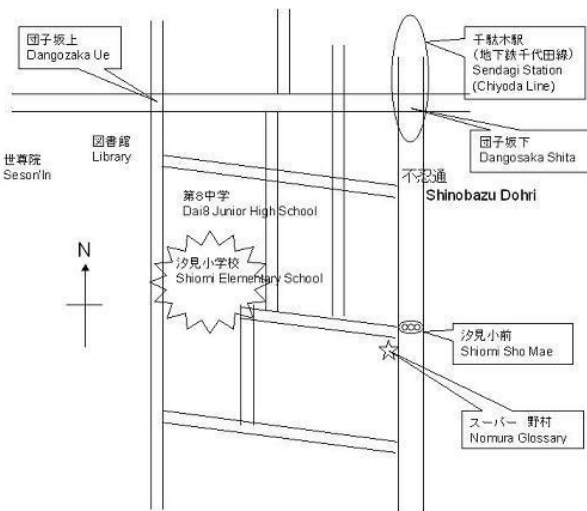 団子坂上
Dangozaka Ue
千駄木駅
(地下鉄千代田線)
Sendagi Station
(Chiyoda Line)
図書館
Library
団子坂下
Dangosaka Shita
世尊院
Seson'In
不忍通
Shinobazu Dohri
第8中学
Dai8 Junior High School
N
汐見小学校
Shiomi Elementary School
汐見小前
Shiomi Sho Mae
スーパー 野村
Nomura Glossary